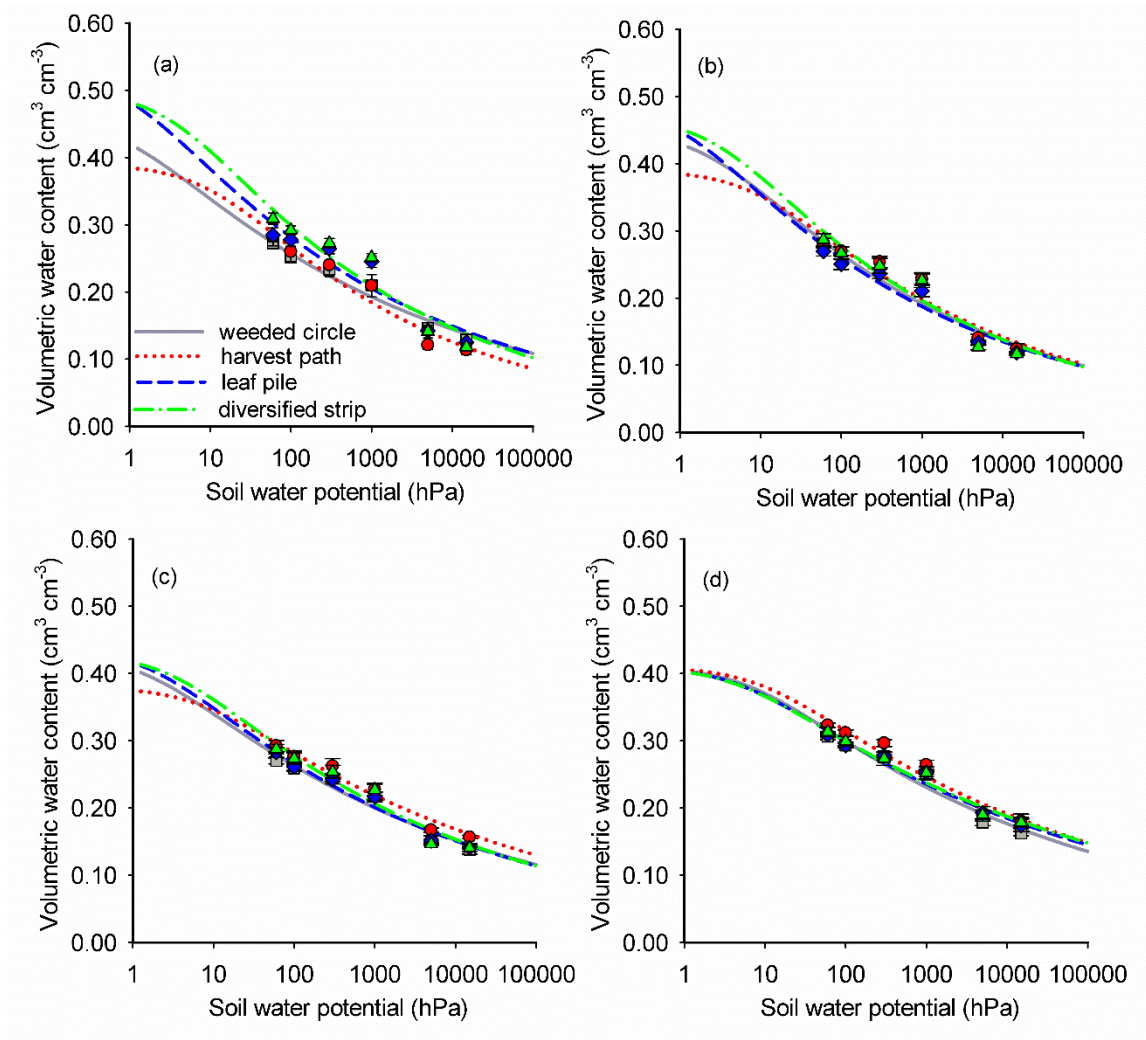 Volumetric water content (cm³ cm⁻³)
0.60
0.50
0.40
0.30
0.20
0.10
0.00
(a)
weeded circle
harvest path
leaf pile
diversified strip
1 10 100 1000 10000 100000
Soil water potential (hPa)
Volumetric water content (cm³ cm⁻³)
0.60
0.50
0.40
0.30
0.20
0.10
0.00
(b)
1 10 100 1000 10000 100000
Soil water potential (hPa)
Volumetric water content (cm³ cm⁻³)
0.60
0.50
0.40
0.30
0.20
0.10
0.00
(c)
1 10 100 1000 10000 100000
Soil water potential (hPa)
Volumetric water content (cm³ cm⁻³)
0.60
0.50
0.40
0.30
0.20
0.10
0.00
(d)
1 10 100 1000 10000 100000
Soil water potential (hPa)